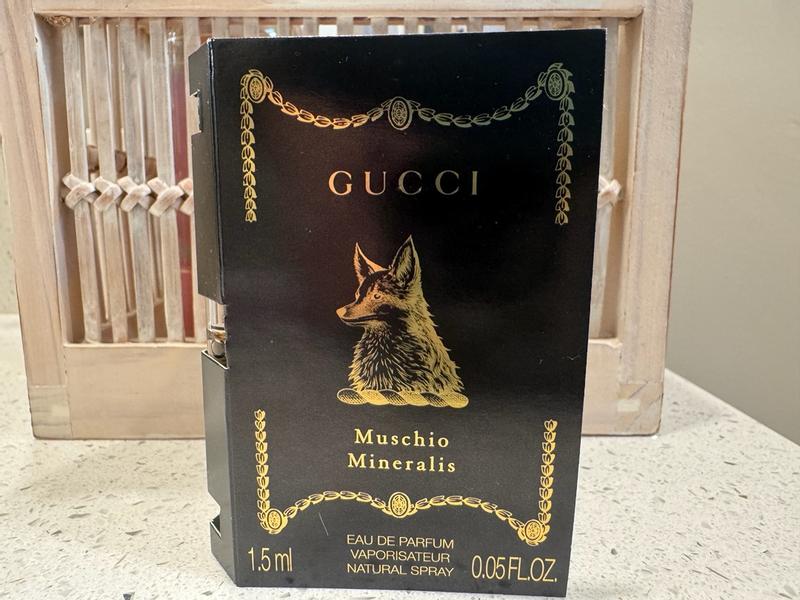 GUCCI
Muschio
Mineralis
EAU DE PARFUM
VAPORISATEUR
1.5 ml NATURAL SPRAY 0.05 FL.OZ.